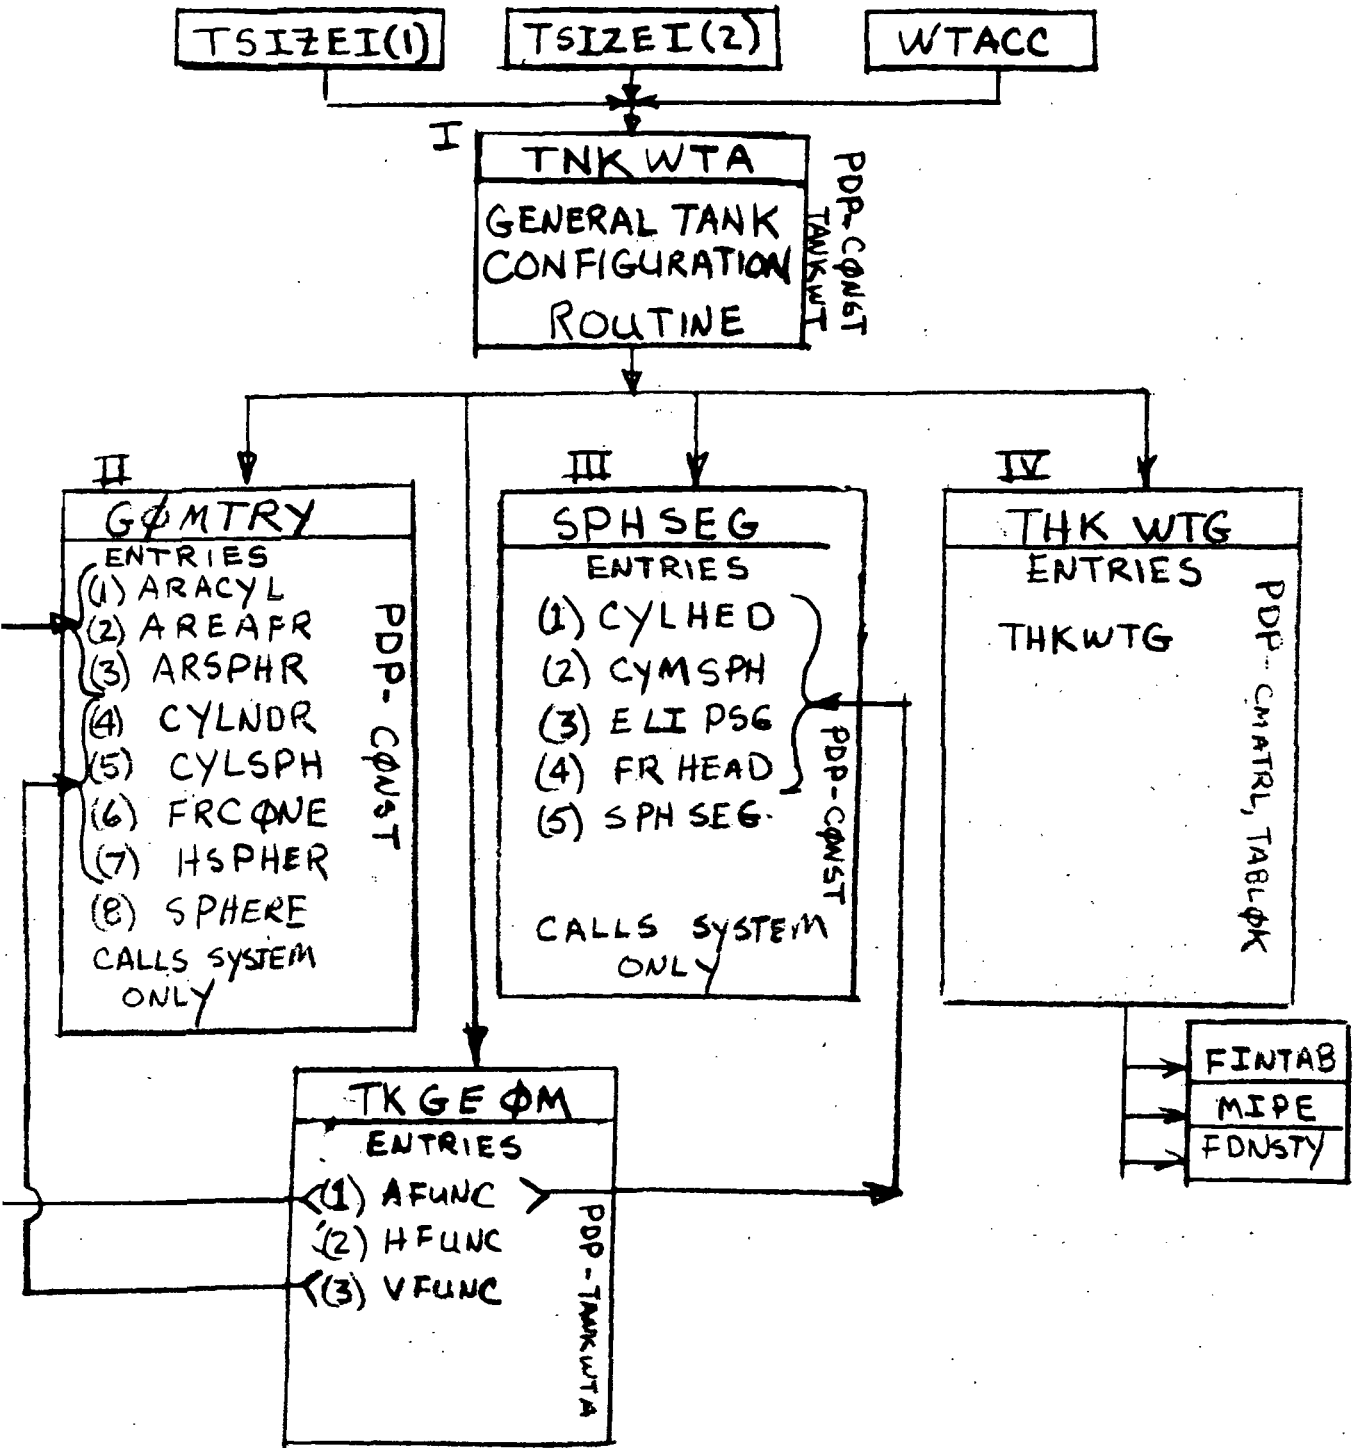 TSIZEI(1)
TSIZEI(2)
WTACC
I
TNKWTA
GENERAL TANK
CONFIGURATION
ROUTINE
PDP-CØNST
TANKWT
II
GØMTRY
ENTRIES
(1) ARACYL
(2) AREAFR
(3) ARSPHR
(4) CYLNDR
(5) CYLSPH
(6) FRCØNE
(7) HSPHER
(8) SPHERE
CALLS SYSTEM
ONLY
PDP-CØNST
III
SPHSEG
ENTRIES
(1) CYLHED
(2) CYMSPH
(3) ELIPSG
(4) FRHEAD
(5) SPHSEG.
CALLS SYSTEM
ONLY
PDP-CØNST
IV
THKWTG
ENTRIES
THKWTG
PDP-CMATRL, TABLØK
FINTAB
MIPE
FDNSTY
TKGEØM
ENTRIES
(1) AFUNC
(2) HFUNC
(3) VFUNC
PDP-TANKWTA